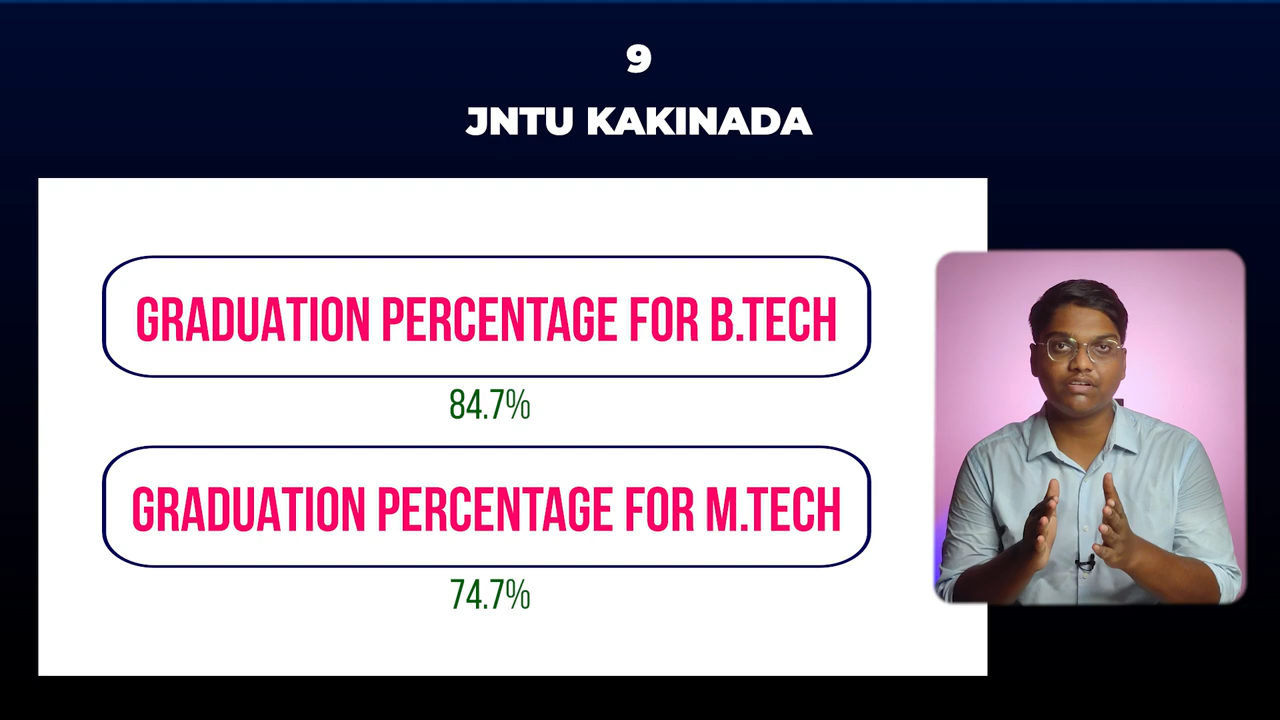 9
JNTU KAKINADA
GRADUATION PERCENTAGE FOR B.TECH
84.7%
GRADUATION PERCENTAGE FOR M.TECH
74.7%